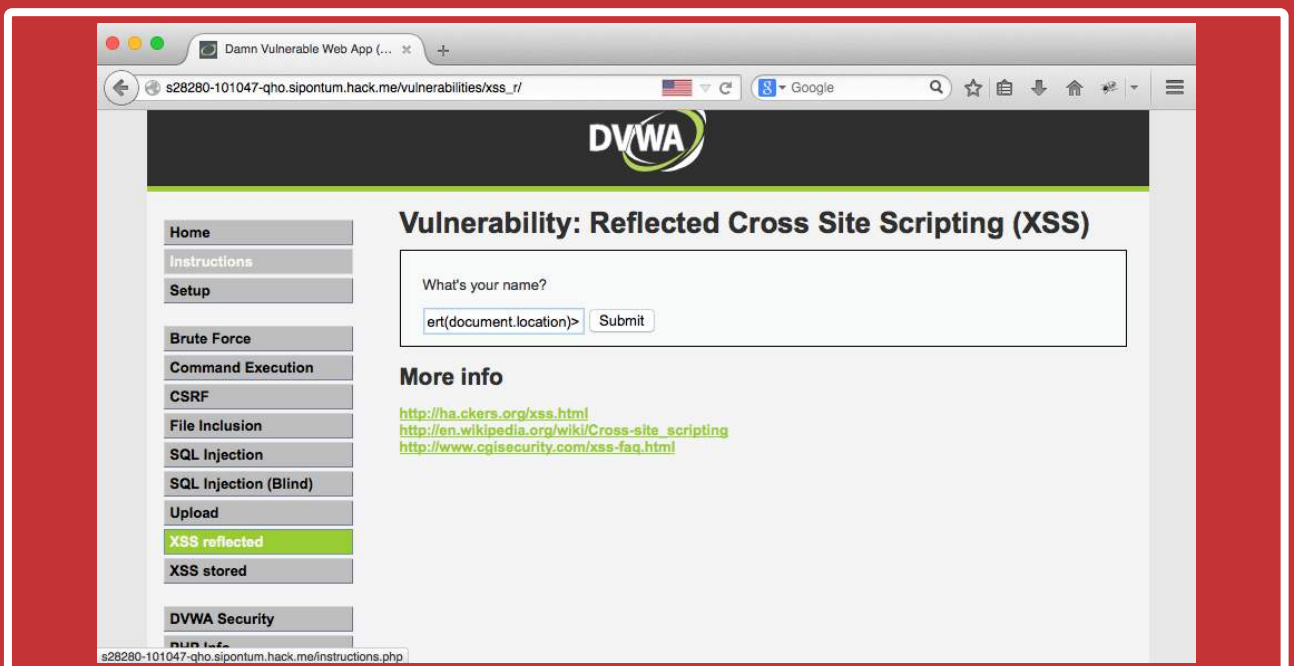 Damn Vulnerable Web App (...
s28280-101047-qho.sipontum.hack.me/vulnerabilities/xss_r/
Google
DVWA
Home
Instructions
Setup
Brute Force
Command Execution
CSRF
File Inclusion
SQL Injection
SQL Injection (Blind)
Upload
XSS reflected
XSS stored
DVWA Security
PHP Info
Vulnerability: Reflected Cross Site Scripting (XSS)
What's your name?
ert(document.location)> Submit
More info
http://ha.ckers.org/xss.html
http://en.wikipedia.org/wiki/Cross-site_scripting
http://www.cgisecurity.com/xss-faq.html
s28280-101047-qho.sipontum.hack.me/instructions.php